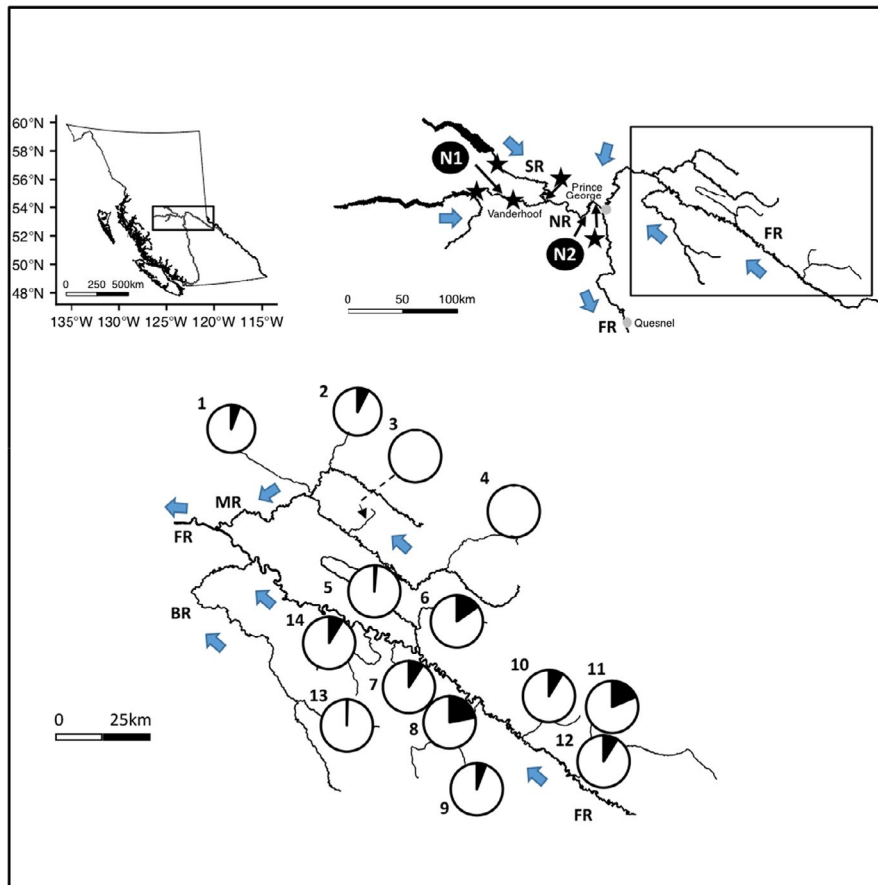 60°N
58°N
56°N
54°N
52°N
50°N
48°N
0 250 500km
135°W 130°W 125°W 120°W 115°W
N1
SR
Prince
George
Vanderhoof
NR
N2
FR
FR
Quesnel
0 50 100km
1
2
3
4
MR
FR
5
6
BR
14
7
13
8
10
11
12
9
FR
0 25km